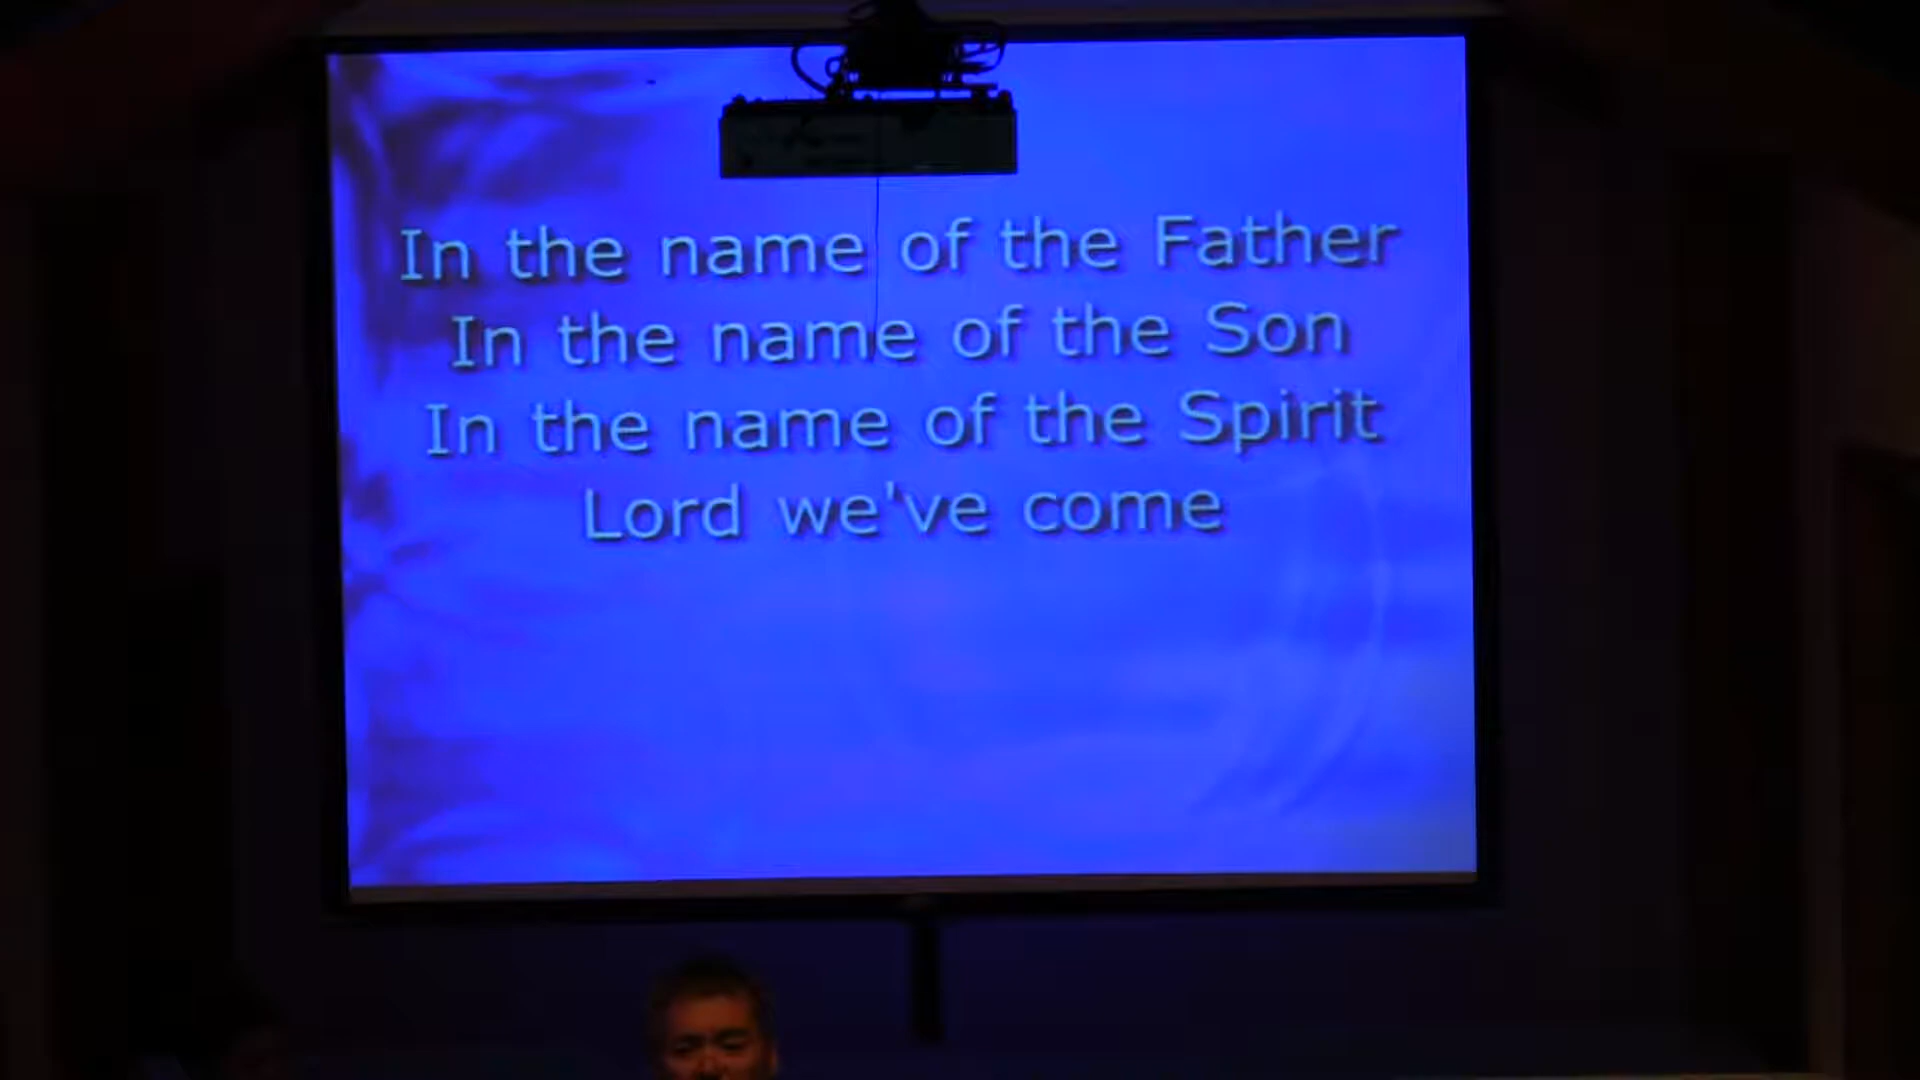 In the name of the Father
In the name of the Son
In the name of the Spirit
Lord we've come